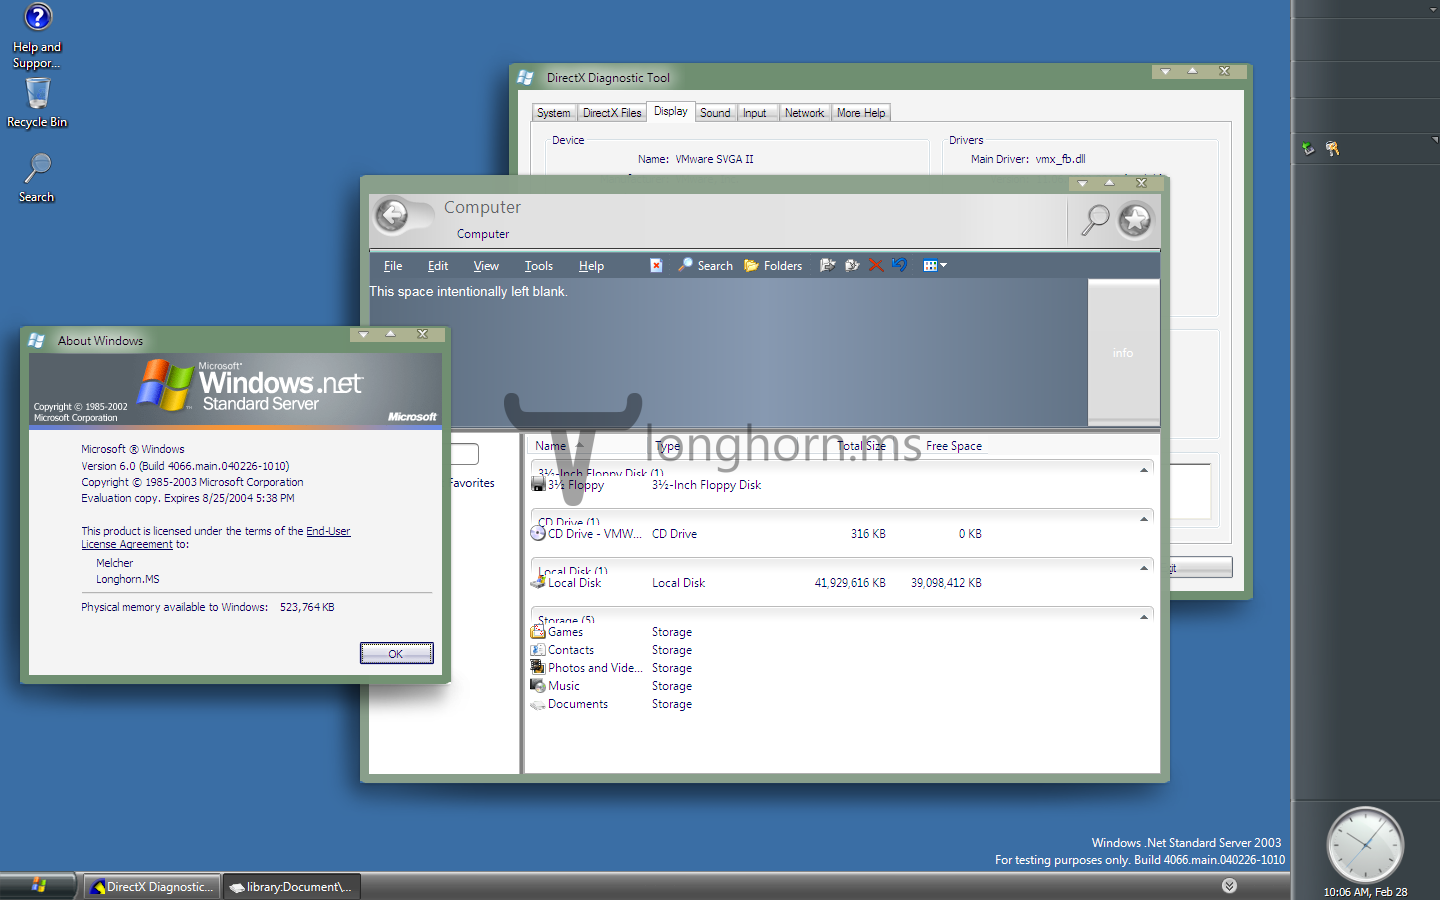 Help and
Suppor...
Recycle Bin
Search
DirectX Diagnostic Tool
System
DirectX Files
Display
Sound
Input
Network
More Help
Device
Name: VMware SVGA II
Drivers
Main Driver: vmx_fb.dll
Computer
Computer
File Edit View Tools Help
Search
Folders
This space intentionally left blank.
info
About Windows
Microsoft®
Windows.net
Standard Server
Copyright © 1985-2002
Microsoft Corporation
Microsoft
Microsoft ® Windows
Version 6.0 (Build 4066.main.040226-1010)
Copyright © 1985-2003 Microsoft Corporation
Evaluation copy. Expires 8/25/2004 5:38 PM
This product is licensed under the terms of the End-User
License Agreement to:
Melcher
Longhorn.MS
Physical memory available to Windows: 523,764 KB
OK
Favorites
longhorn.ms
Name Type Total Size Free Space
3½-Inch Floppy Disk (1)
3½ Floppy 3½-Inch Floppy Disk
CD Drive (1)
CD Drive - VMW... CD Drive 316 KB 0 KB
Local Disk (1)
Local Disk Local Disk 41,929,616 KB 39,098,412 KB
Storage (5)
Games Storage
Contacts Storage
Photos and Vide... Storage
Music Storage
Documents Storage
Windows .Net Standard Server 2003
For testing purposes only. Build 4066.main.040226-1010
DirectX Diagnostic...
library:Document\...
10:06 AM, Feb 28